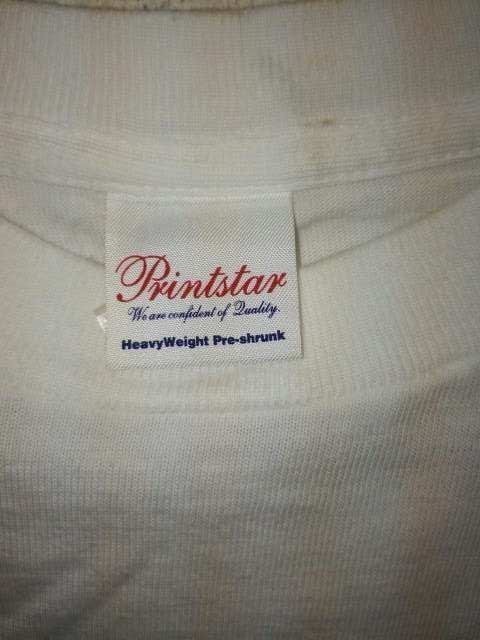 Printstar
We are confident of Quality.
HeavyWeight Pre-shrunk